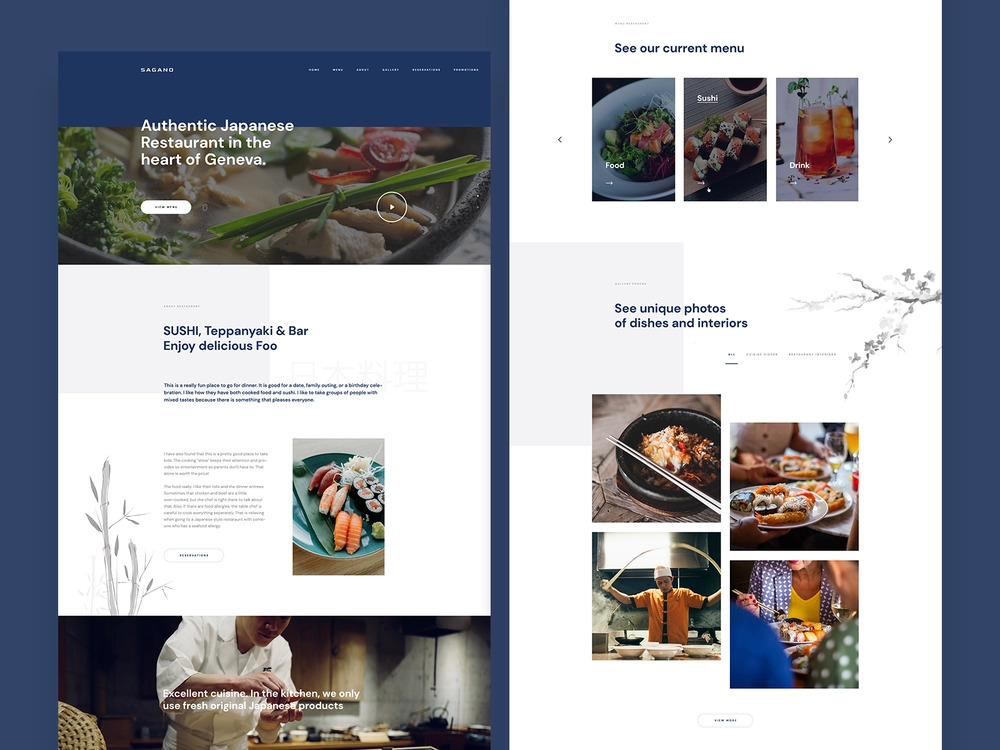 SAGANO
HOME MENU ABOUT GALLERY RESERVATIONS PROMOTIONS
Authentic Japanese
Restaurant in the
heart of Geneva.
VIEW MENU
ABOUT RESTAURANT
SUSHI, Teppanyaki & Bar
Enjoy delicious Foo
日本料理
This is a really fun place to go for dinner. It is good for a date, family outing, or a birthday cele-
bration. I like how they have both cooked food and sushi. I like to take groups of people with
mixed tastes because there is something that pleases everyone.
I have also found that this is a pretty good place to take
kids. The cooking "show" keeps their attention and pro-
vides us entertainment so parents don't have to. That
alone is worth the price!
The food really. I like their rolls and the dinner entrees.
Sometimes that chicken and beef are a little
over-cooked, but the chef is right there to talk about
that. Also, if there are food allergies, the table chef is
careful to cook everything separately. That is relaxing
when going to a Japanese style restaurant with some-
one who has a seafood allergy.
RESERVATIONS
Excellent cuisine. In the kitchen, we only
use fresh original Japanese products
MENU RESTAURANT
See our current menu
Food
Sushi
Drink
GALLERY PHOTOS
See unique photos
of dishes and interiors
ALL CUISINE DISHES RESTAURANT INTERIORS
VIEW MORE